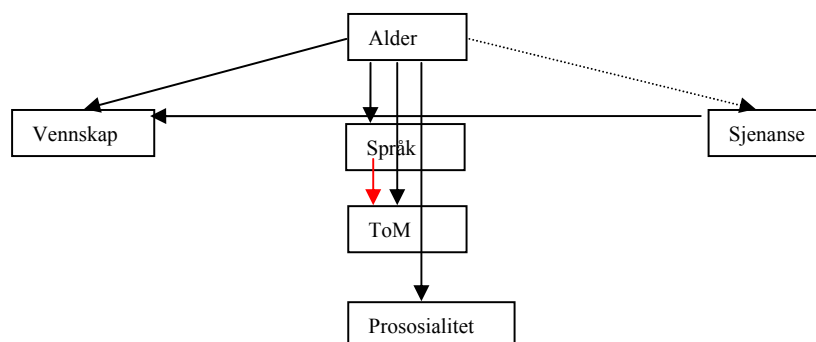 Alder
Vennskap
Sjenanse
Språk
ToM
Prososialitet